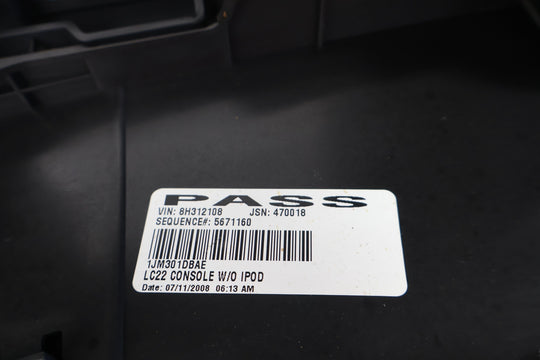 PASS
VIN: 8H312108 JSN: 470018
SEQUENCE#: 5671160
1JM301DBAE
LC22 CONSOLE W/O IPOD
Date: 07/11/2008 06:13 AM